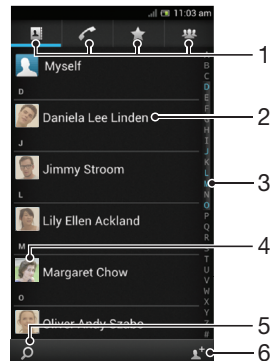 11:03 am
1
Myself
D
Daniela Lee Linden
2
J
Jimmy Stroom
3
L
Lily Ellen Ackland
M
4
Margaret Chow
O
Oliver Andy Szabo
5
6
A
B
C
D
E
F
G
H
I
J
K
L
M
N
O
P
Q
R
S
T
U
V
W
X
Y
Z
#